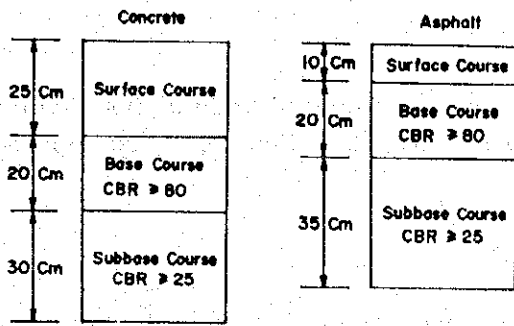 Concrete
25 Cm
Surface Course
20 Cm
Base Course
CBR ≥ 80
30 Cm
Subbase Course
CBR ≥ 25
Asphalt
10 Cm
Surface Course
20 Cm
Base Course
CBR ≥ 80
35 Cm
Subbase Course
CBR ≥ 25